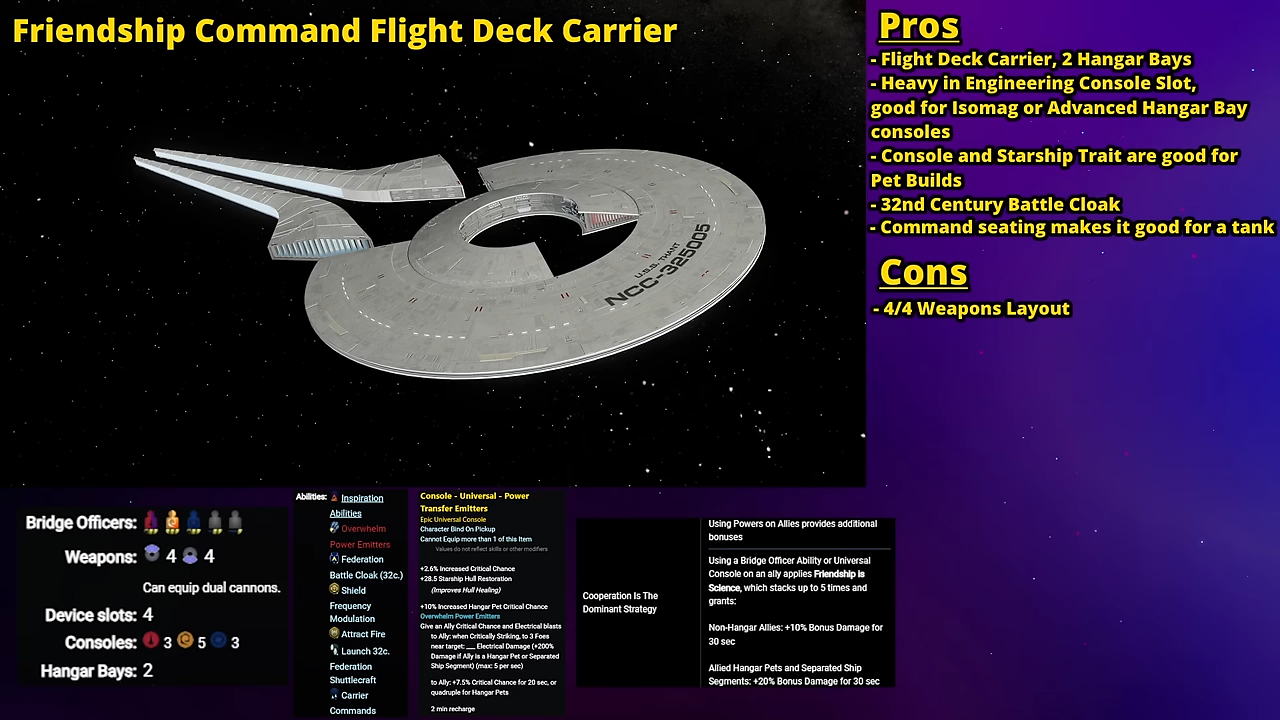 Friendship Command Flight Deck Carrier
U.S.S. THANT
NCC-325005
Pros
- Flight Deck Carrier, 2 Hangar Bays
- Heavy in Engineering Console Slot,
good for Isomag or Advanced Hangar Bay
consoles
- Console and Starship Trait are good for
Pet Builds
- 32nd Century Battle Cloak
- Command seating makes it good for a tank
Cons
- 4/4 Weapons Layout
Bridge Officers:
Weapons: 4 4
Can equip dual cannons.
Device slots: 4
Consoles: 3 5 3
Hangar Bays: 2
Abilities: Inspiration
Abilities
Overwhelm
Power Emitters
Federation
Battle Cloak (32c.)
Shield
Frequency
Modulation
Attract Fire
Launch 32c.
Federation
Shuttlecraft
Carrier
Commands
Console - Universal - Power
Transfer Emitters
Epic Universal Console
Character Bind On Pickup
Cannot Equip more than 1 of this Item
Values do not reflect skills or other modifiers
+2.6% Increased Critical Chance
+28.5 Starship Hull Restoration
(Improves Hull Healing)
+10% Increased Hangar Pet Critical Chance
Overwhelm Power Emitters
Give an Ally Critical Chance and Electrical blasts
to Ally: when Critically Striking, to 3 Foes
near target: ___ Electrical Damage (+200%
Damage if Ally is a Hangar Pet or Separated
Ship Segment) (max: 5 per sec)
to Ally: +7.5% Critical Chance for 20 sec, or
quadruple for Hangar Pets
2 min recharge
Cooperation Is The
Dominant Strategy
Using Powers on Allies provides additional
bonuses
Using a Bridge Officer Ability or Universal
Console on an ally applies Friendship is
Science, which stacks up to 5 times and
grants:
Non-Hangar Allies: +10% Bonus Damage for
30 sec
Allied Hangar Pets and Separated Ship
Segments: +20% Bonus Damage for 30 sec